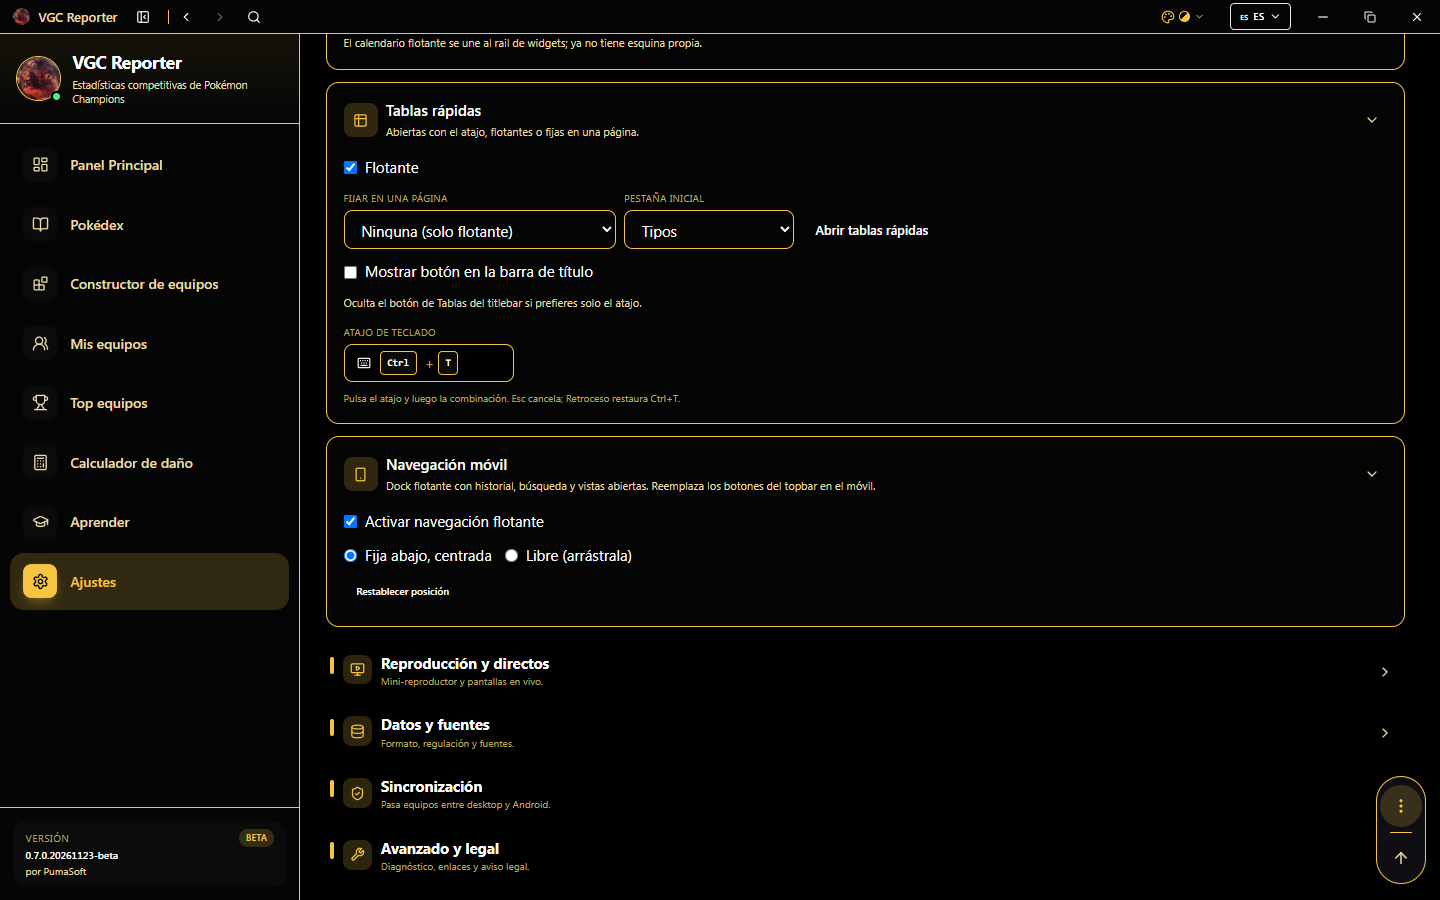 VGC Reporter
ES ES
VGC Reporter
Estadísticas competitivas de Pokémon
Champions
Panel Principal
Pokédex
Constructor de equipos
Mis equipos
Top equipos
Calculador de daño
Aprender
Ajustes
VERSIÓN
BETA
0.7.0.20261123-beta
por PumaSoft
El calendario flotante se une al rail de widgets; ya no tiene esquina propia.
Tablas rápidas
Abiertas con el atajo, flotantes o fijas en una página.
Flotante
FIJAR EN UNA PÁGINA
PESTAÑA INICIAL
Ninguna (solo flotante)
Tipos
Abrir tablas rápidas
Mostrar botón en la barra de título
Oculta el botón de Tablas del titlebar si prefieres solo el atajo.
ATAJO DE TECLADO
Ctrl + T
Pulsa el atajo y luego la combinación. Esc cancela; Retroceso restaura Ctrl+T.
Navegación móvil
Dock flotante con historial, búsqueda y vistas abiertas. Reemplaza los botones del topbar en el móvil.
Activar navegación flotante
Fija abajo, centrada
Libre (arrástrala)
Restablecer posición
Reproducción y directos
Mini-reproductor y pantallas en vivo.
Datos y fuentes
Formato, regulación y fuentes.
Sincronización
Pasa equipos entre desktop y Android.
Avanzado y legal
Diagnóstico, enlaces y aviso legal.